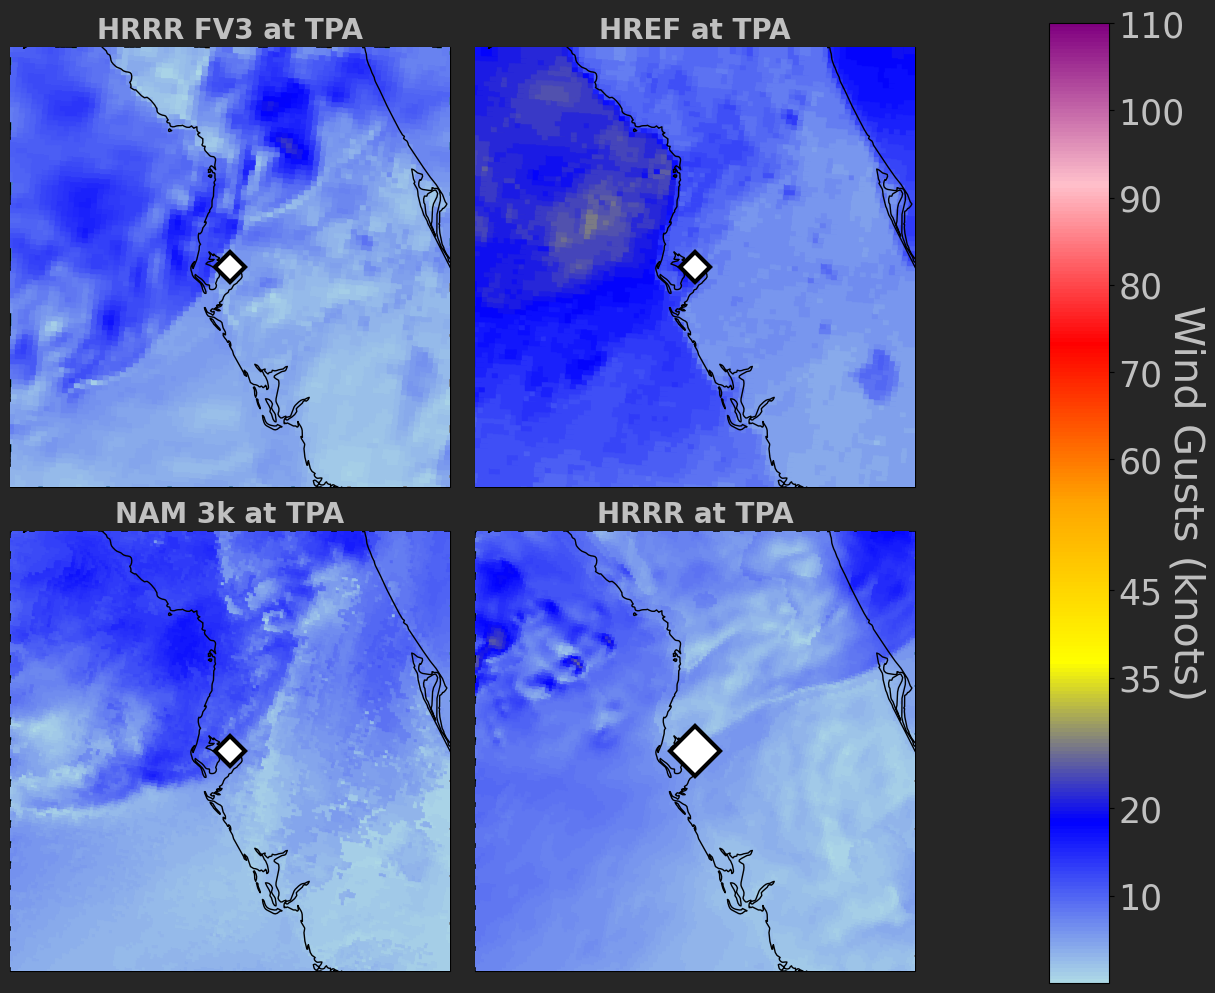 HRRR FV3 at TPA
HREF at TPA
NAM 3k at TPA
HRRR at TPA
110
100
90
80
70
60
45
35
20
10
Wind Gusts (knots)